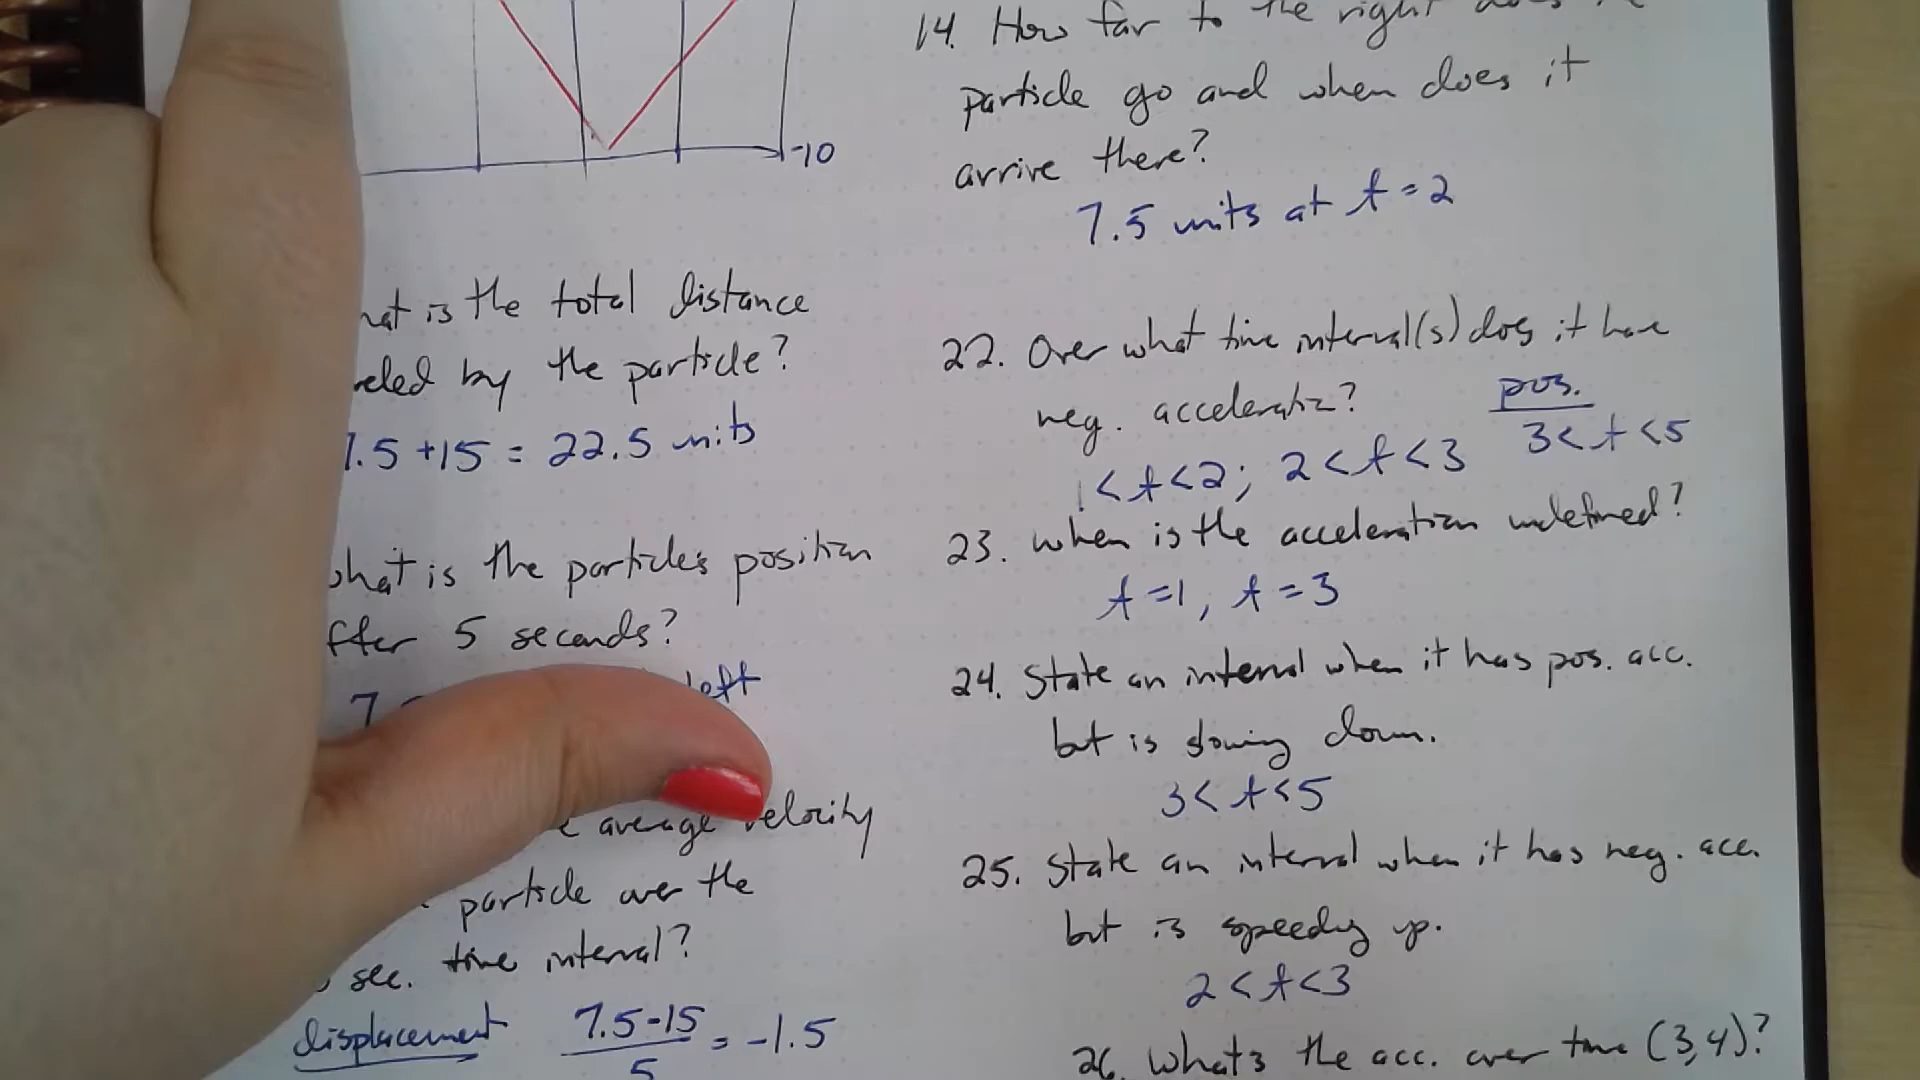 -10
is the total distance
by the particle?
.5 +15 = 22.5 units
is the particle's position
5 seconds?
7
left
average velocity
particle over the
sec. time interval?
displacement 7.5-15 = -1.5
5
14. How far to the right
particle go and when does it
arrive there?
7.5 units at t = 2
22. Over what time interval(s) does it have
neg. acceleration? pos.
1 < t < 2; 2 < t < 3 3 < t < 5
23. When is the acceleration undefined?
t = 1, t = 3
24. State an interval when it has pos. acc.
but is slowing down.
3 < t < 5
25. State an interval when it has neg. acc.
but is speeding up.
2 < t < 3
26. What's the acc. over time (3,4)?